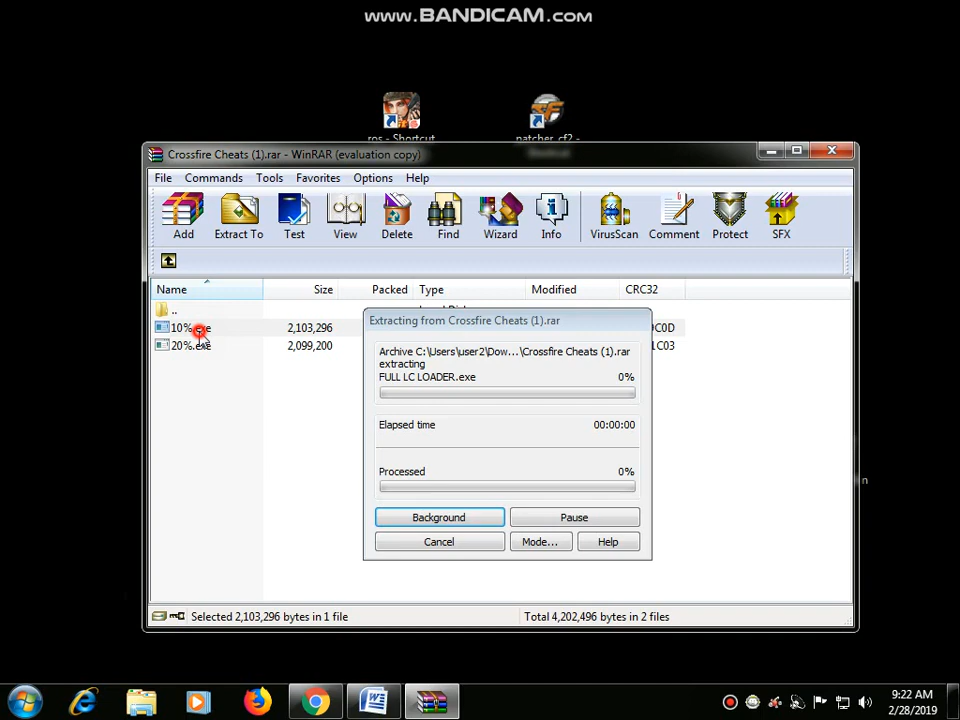 www.BANDICAM.com
ros - Shortcut
patcher_cf2 -
Crossfire Cheats (1).rar - WinRAR (evaluation copy)
File Commands Tools Favorites Options Help
Add Extract To Test View Delete Find Wizard Info VirusScan Comment Protect SFX
Name Size Packed Type Modified CRC32
..
10%.exe 2,103,296 0C0D
20%.exe 2,099,200 1C03
Extracting from Crossfire Cheats (1).rar
Archive C:\Users\user2\Dow...\Crossfire Cheats (1).rar
extracting
FULL LC LOADER.exe 0%
Elapsed time 00:00:00
Processed 0%
Background Pause
Cancel Mode... Help
Selected 2,103,296 bytes in 1 file Total 4,202,496 bytes in 2 files
9:22 AM
2/28/2019